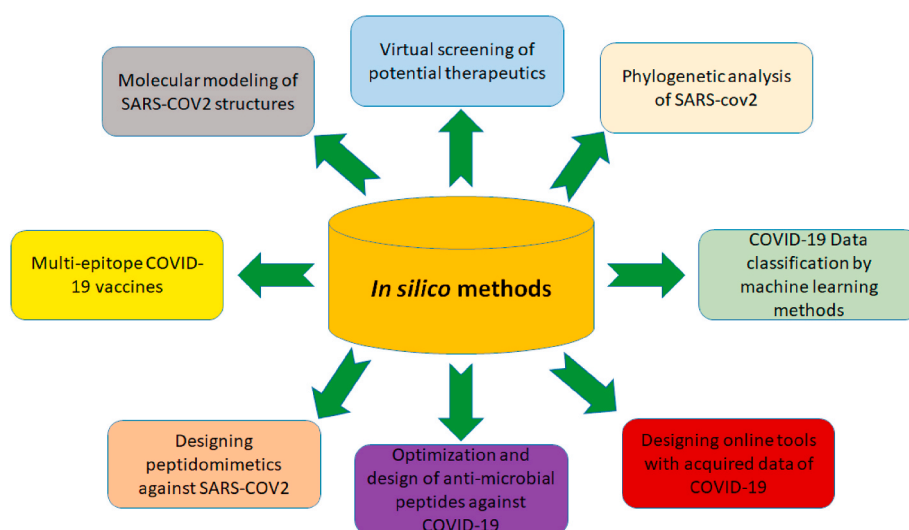 Virtual screening of
potential therapeutics
Molecular modeling of
SARS-COV2 structures
Phylogenetic analysis
of SARS-cov2
Multi-epitope COVID-
19 vaccines
In silico methods
COVID-19 Data
classification by
machine learning
methods
Designing
peptidomimetics
against SARS-COV2
Optimization and
design of anti-microbial
peptides against
COVID-19
Designing online tools
with acquired data of
COVID-19